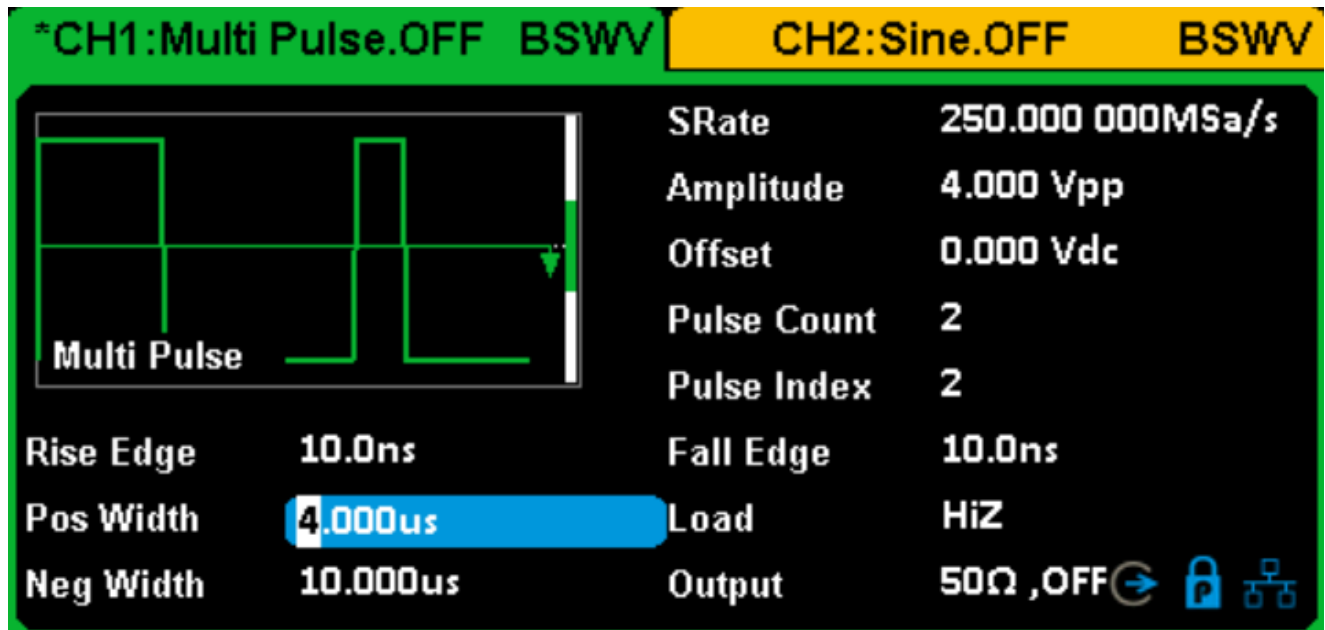 *CH1:Multi Pulse.OFF BSWV CH2:Sine.OFF BSWV
SRate 250.000 000MSa/s
Amplitude 4.000 Vpp
Offset 0.000 Vdc
Pulse Count 2
Multi Pulse
Pulse Index 2
Rise Edge 10.0ns Fall Edge 10.0ns
Pos Width 4.000us Load HiZ
Neg Width 10.000us Output 50Ω ,OFF P